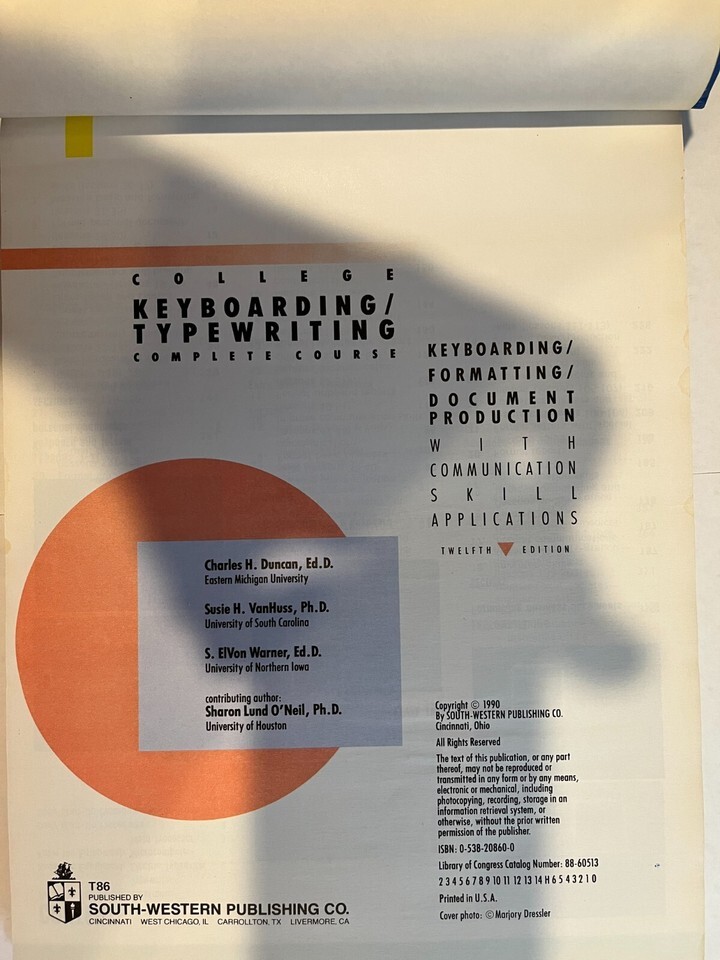 COLLEGE
KEYBOARDING/
TYPEWRITING
COMPLETE COURSE
KEYBOARDING/
FORMATTING/
DOCUMENT
PRODUCTION
WITH
COMMUNICATION
SKILL
APPLICATIONS
TWELFTH EDITION
Charles H. Duncan, Ed.D.
Eastern Michigan University
Susie H. VanHuss, Ph.D.
University of South Carolina
S. ElVon Warner, Ed.D.
University of Northern Iowa
contributing author:
Sharon Lund O'Neil, Ph.D.
University of Houston
Copyright © 1990
By SOUTH-WESTERN PUBLISHING CO.
Cincinnati, Ohio
All Rights Reserved
The text of this publication, or any part
thereof, may not be reproduced or
transmitted in any form or by any means,
electronic or mechanical, including
photocopying, recording, storage in an
information retrieval system, or
otherwise, without the prior written
permission of the publisher.
ISBN: 0-538-20860-0
Library of Congress Catalog Number: 88-60513
2 3 4 5 6 7 8 9 10 11 12 13 14 H 6 5 4 3 2 1 0
Printed in U.S.A.
Cover photo: © Marjory Dressler
T86
PUBLISHED BY
SOUTH-WESTERN PUBLISHING CO.
CINCINNATI WEST CHICAGO, IL CARROLLTON, TX LIVERMORE, CA